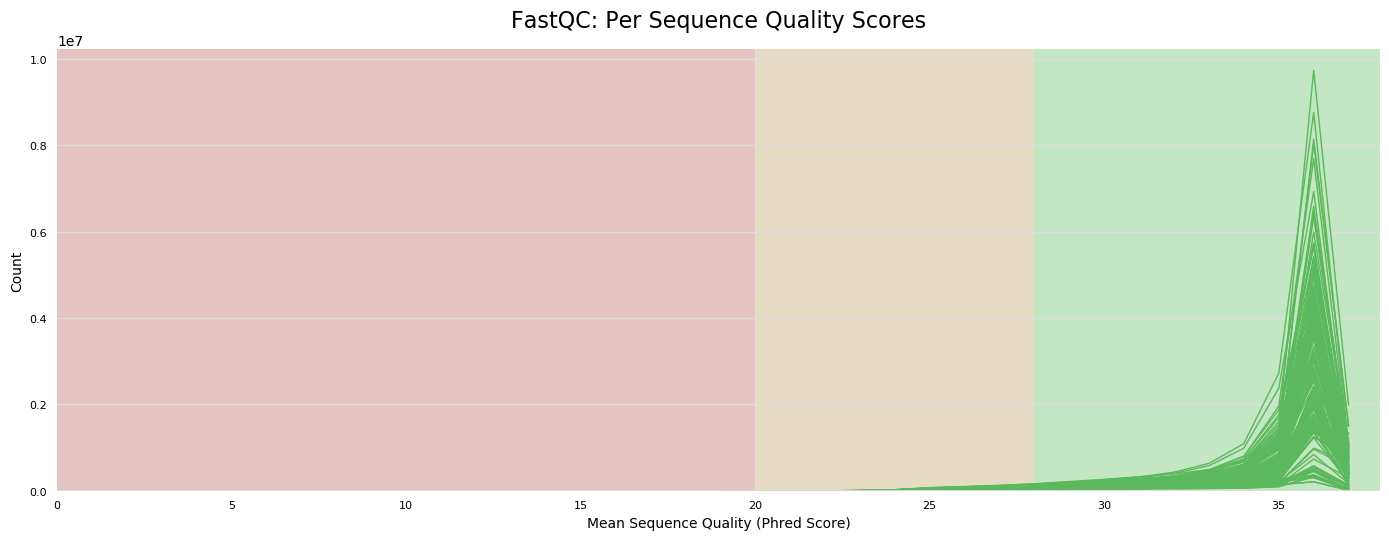 FastQC: Per Sequence Quality Scores
1e7
1.0
0.8
0.6
0.4
0.2
0.0
Count
0 5 10 15 20 25 30 35
Mean Sequence Quality (Phred Score)